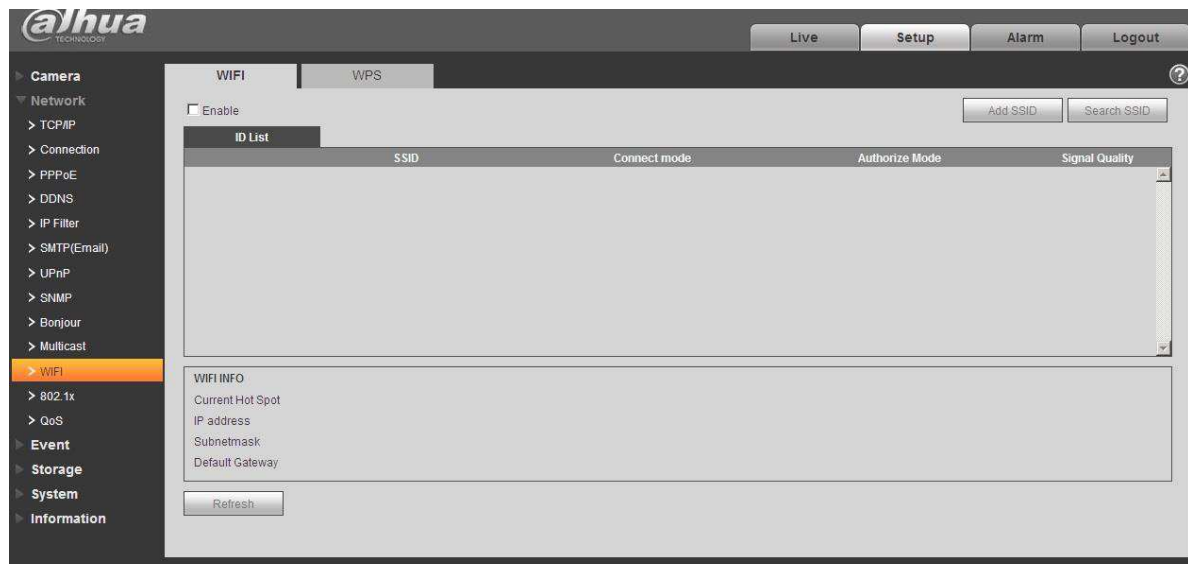 alhua
TECHNOLOGY
Live Setup Alarm Logout
Camera
Network
> TCP/IP
> Connection
> PPPoE
> DDNS
> IP Filter
> SMTP(Email)
> UPnP
> SNMP
> Bonjour
> Multicast
> WIFI
> 802.1x
> QoS
Event
Storage
System
Information
WIFI WPS ?
Enable Add SSID Search SSID
ID List
SSID Connect mode Authorize Mode Signal Quality
WIFI INFO
Current Hot Spot
IP address
Subnetmask
Default Gateway
Refresh